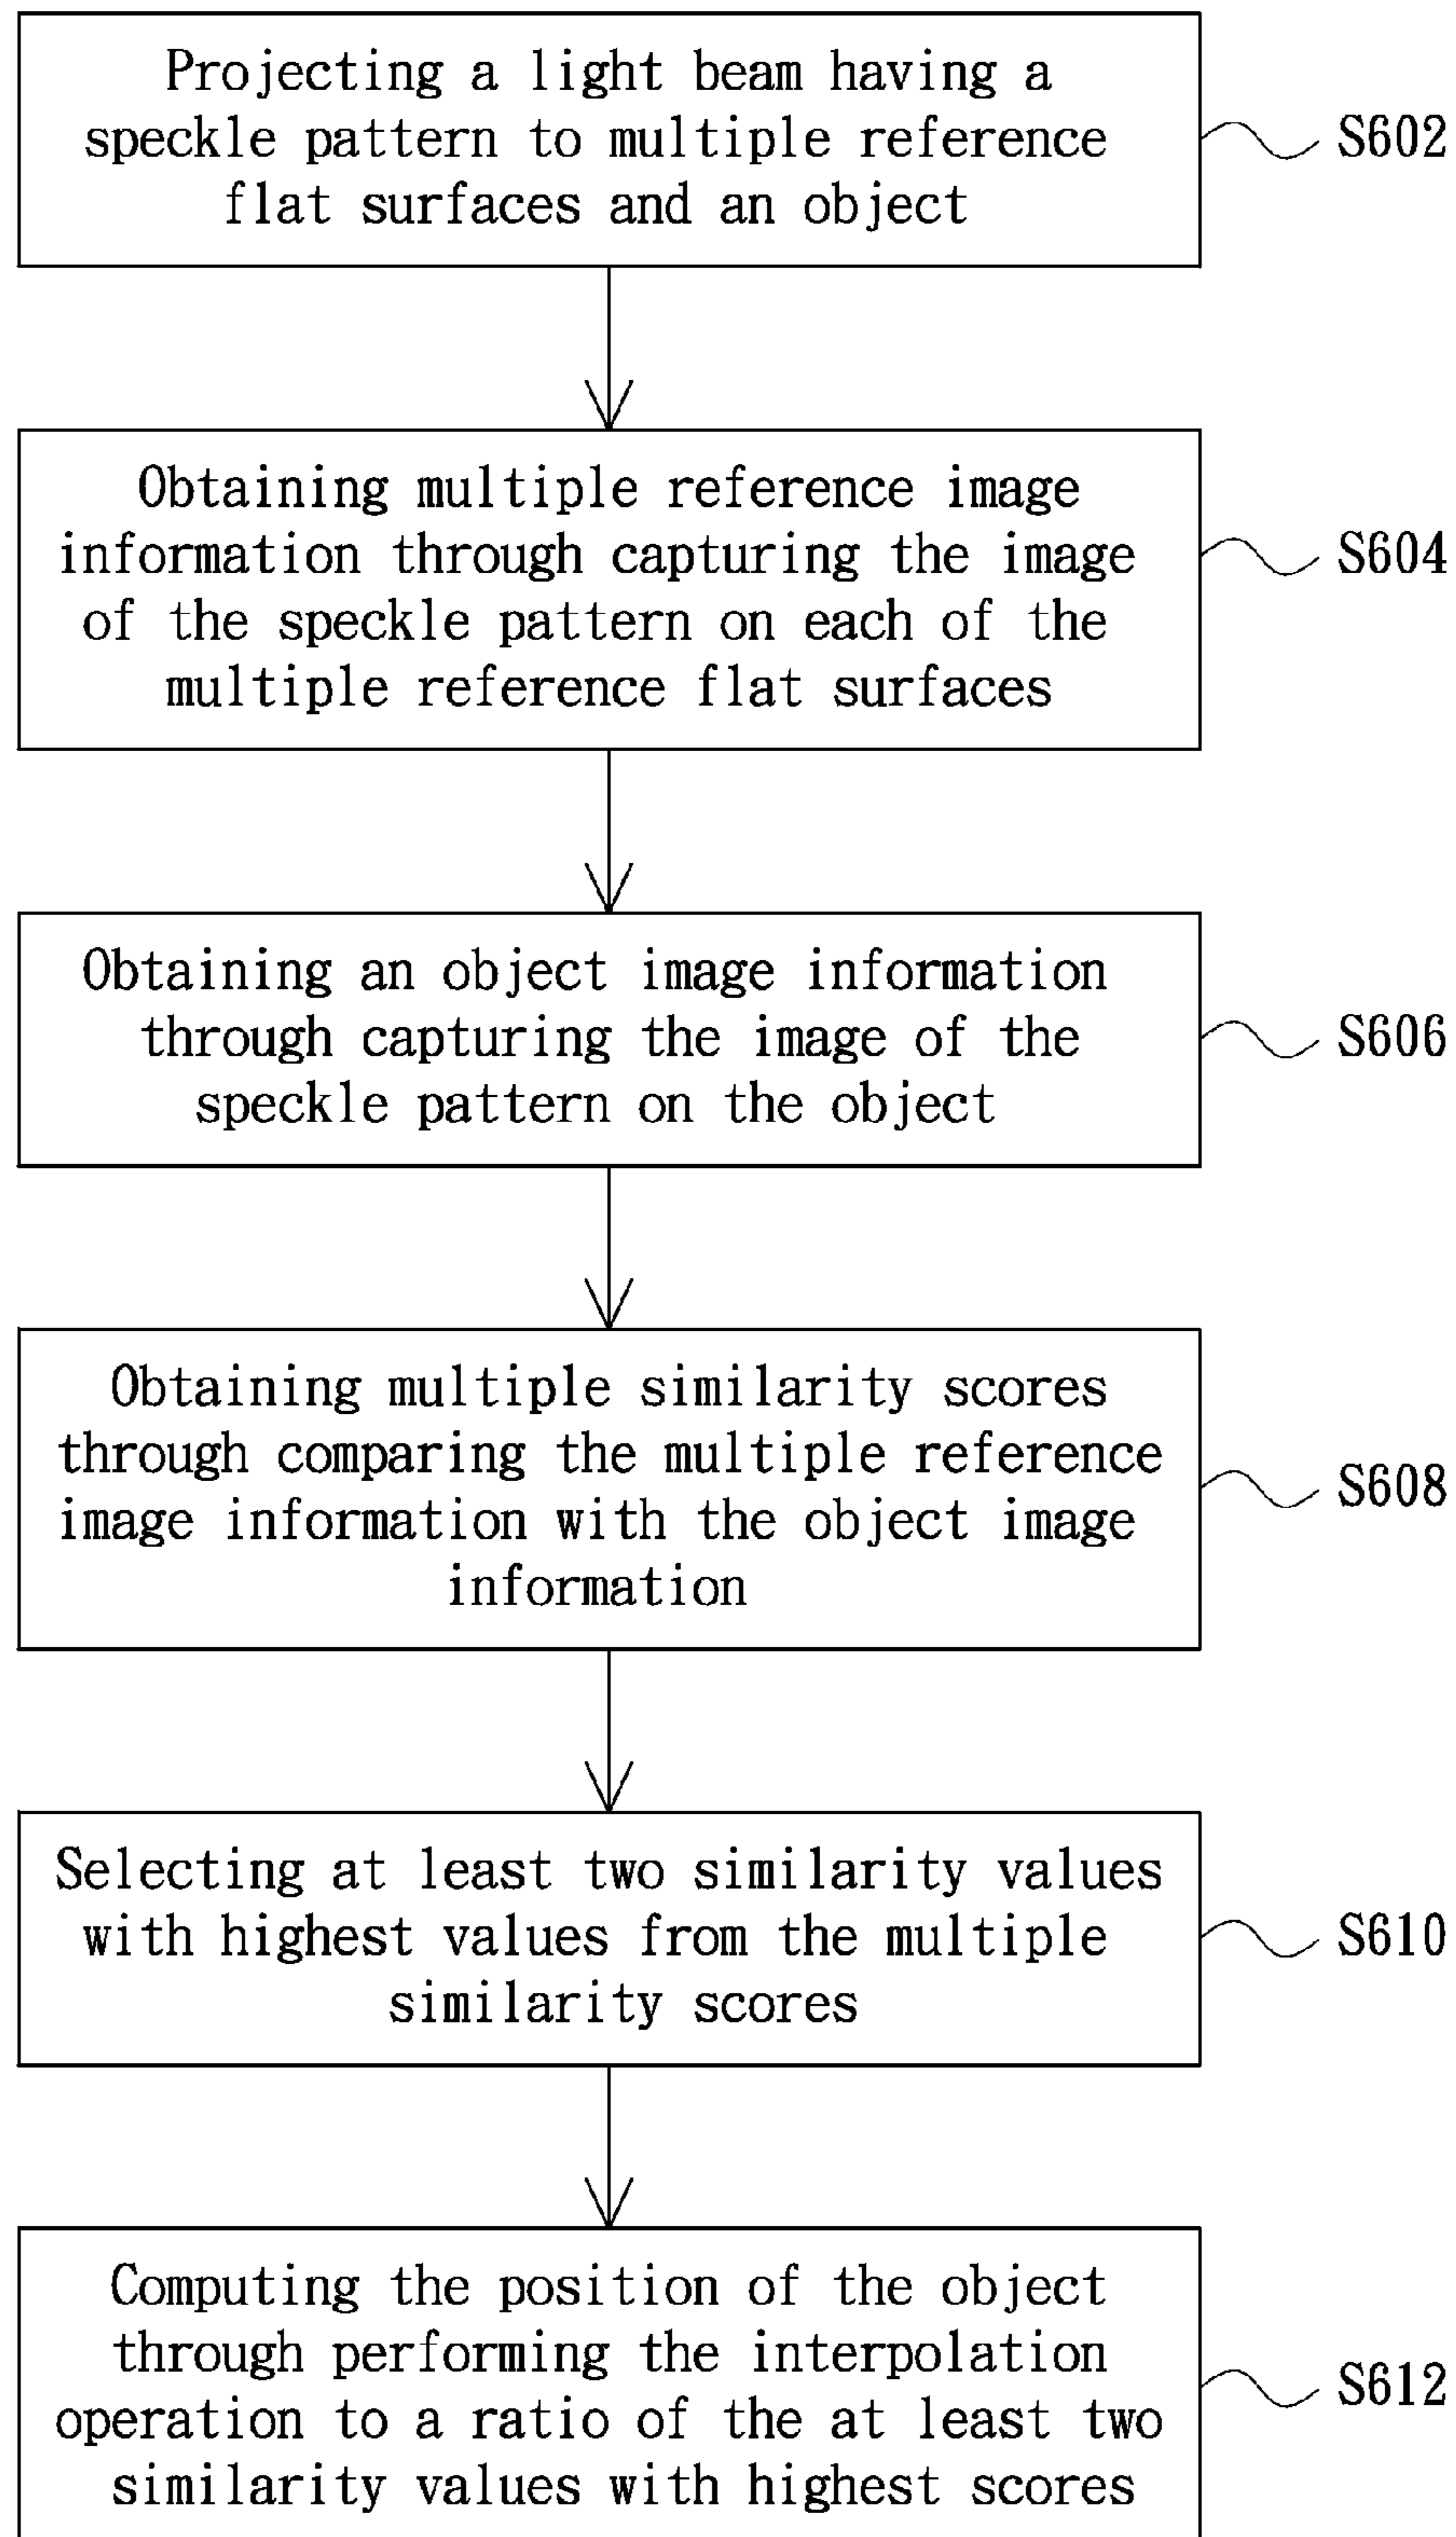 Projecting a light beam having a
speckle pattern to multiple reference
flat surfaces and an object
S602
Obtaining multiple reference image
information through capturing the image
of the speckle pattern on each of the
multiple reference flat surfaces
S604
Obtaining an object image information
through capturing the image of the
speckle pattern on the object
S606
Obtaining multiple similarity scores
through comparing the multiple reference
image information with the object image
information
S608
Selecting at least two similarity values
with highest values from the multiple
similarity scores
S610
Computing the position of the object
through performing the interpolation
operation to a ratio of the at least two
similarity values with highest scores
S612